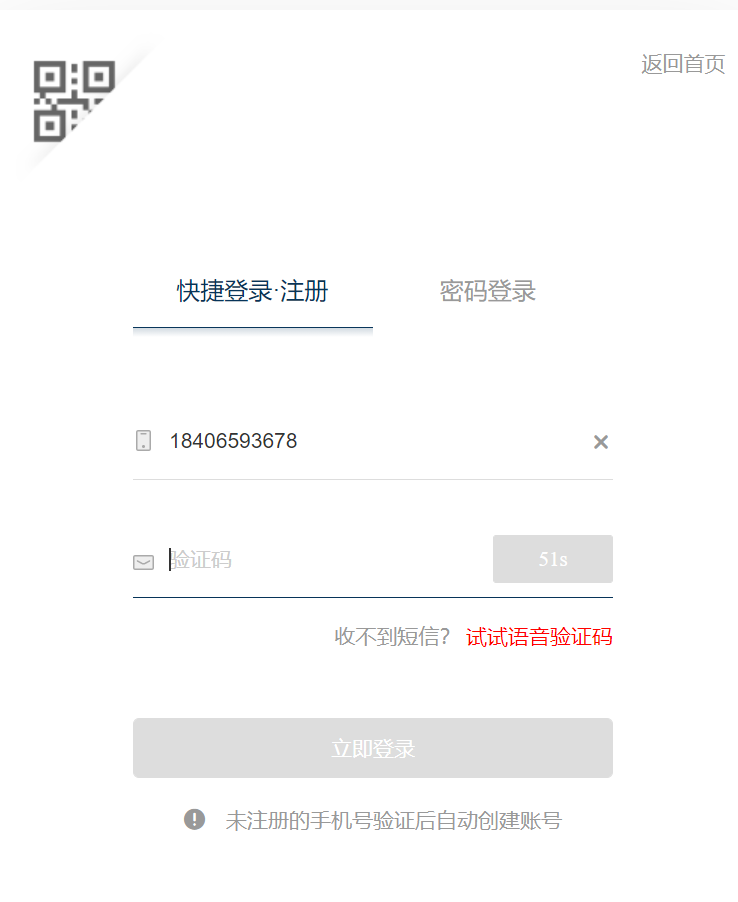 返回首页
快捷登录·注册 密码登录
18406593678
验证码 51s
收不到短信? 试试语音验证码
立即登录
未注册的手机号验证后自动创建账号